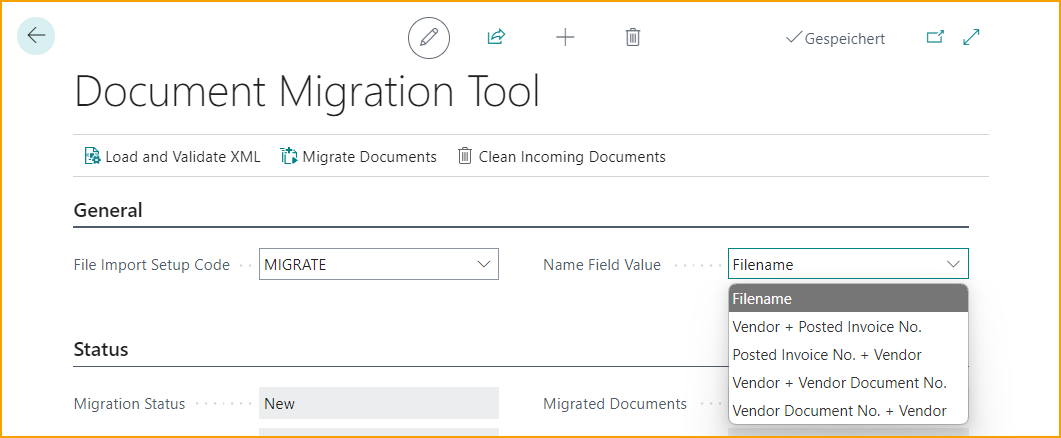 Gespeichert
Document Migration Tool
Load and Validate XML Migrate Documents Clean Incoming Documents
General
File Import Setup Code MIGRATE Name Field Value Filename
Filename
Vendor + Posted Invoice No.
Posted Invoice No. + Vendor
Vendor + Vendor Document No.
Vendor Document No. + Vendor
Status
Migration Status New Migrated Documents